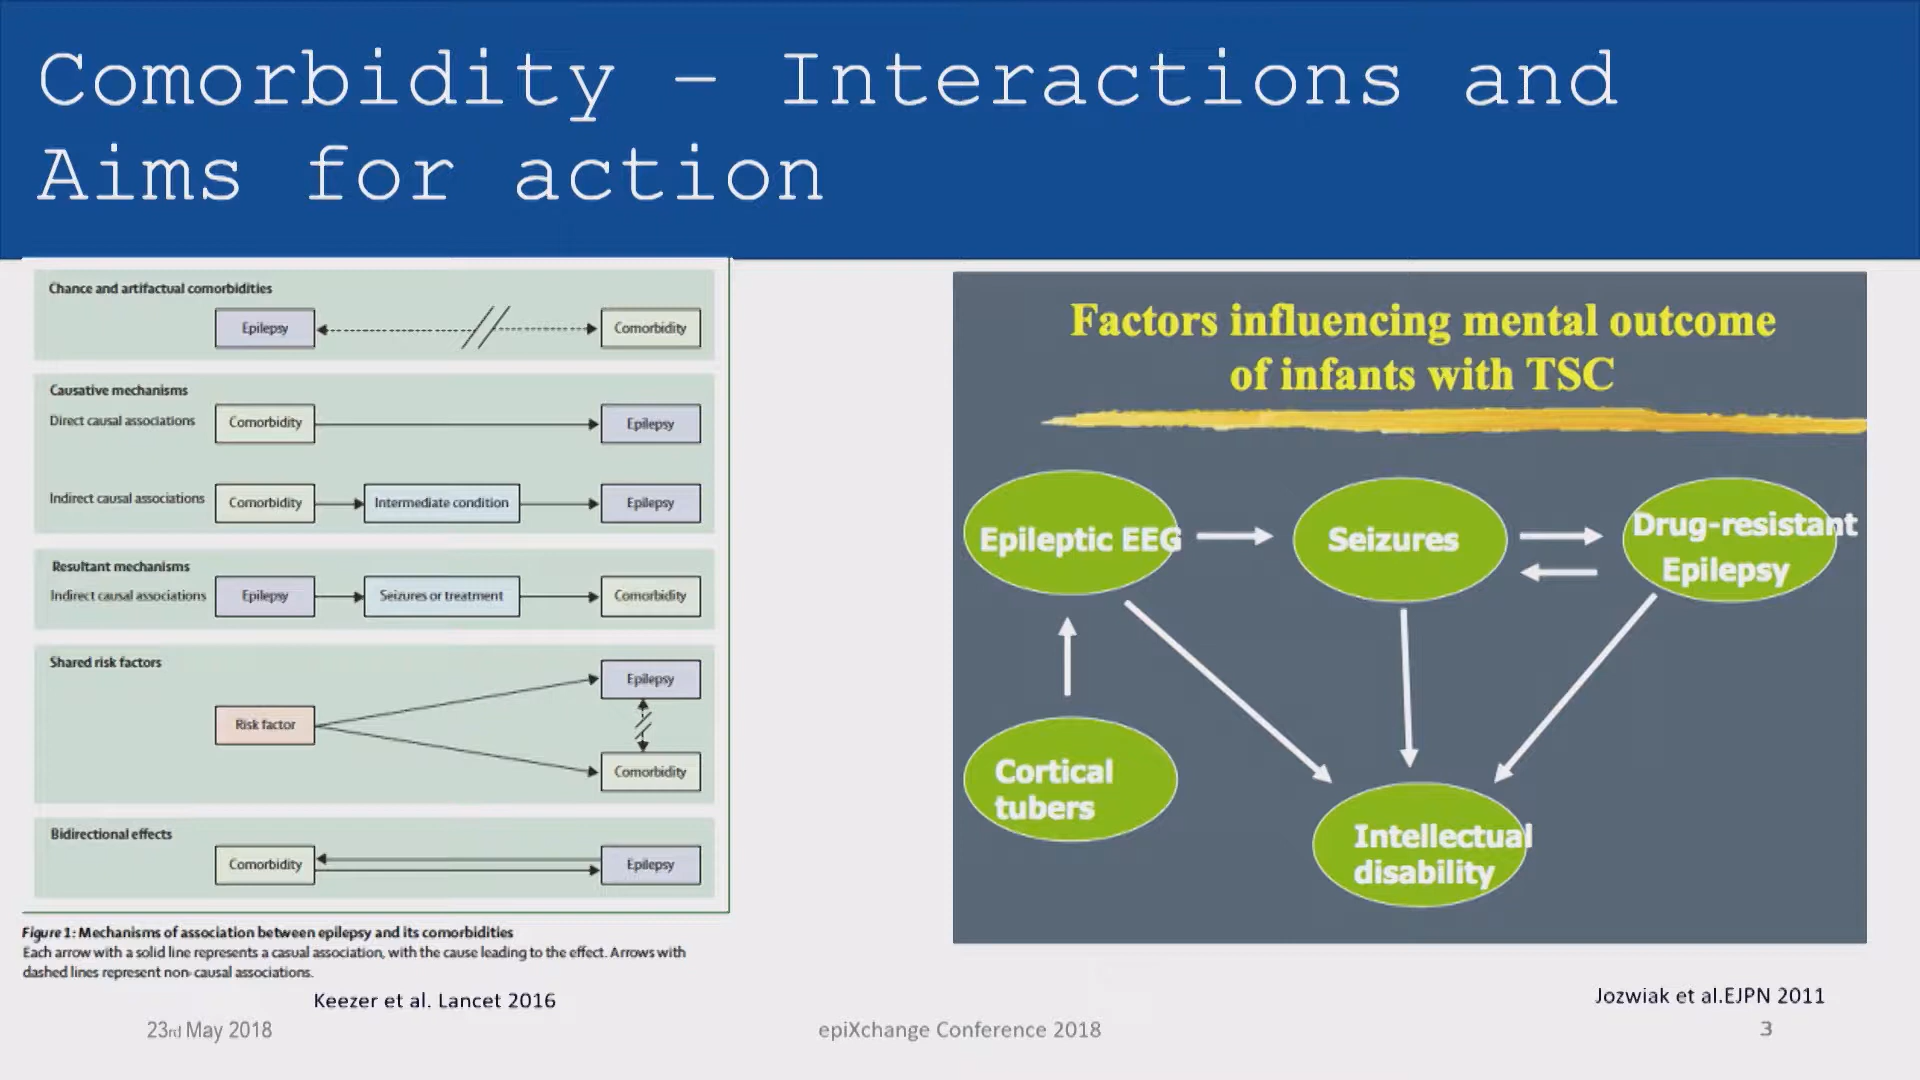 Comorbidity – Interactions and
Aims for action
Chance and artifactual comorbidities
Epilepsy
Comorbidity
Causative mechanisms
Direct causal associations
Comorbidity
Epilepsy
Indirect causal associations
Comorbidity
Intermediate condition
Epilepsy
Resultant mechanisms
Indirect causal associations
Epilepsy
Seizures or treatment
Comorbidity
Shared risk factors
Epilepsy
Risk factor
Comorbidity
Bidirectional effects
Comorbidity
Epilepsy
Figure 1: Mechanisms of association between epilepsy and its comorbidities
Each arrow with a solid line represents a casual association, with the cause leading to the effect. Arrows with
dashed lines represent non-causal associations.
Keezer et al. Lancet 2016
Factors influencing mental outcome
of infants with TSC
Epileptic EEG
Seizures
Drug-resistant
Epilepsy
Cortical
tubers
Intellectual
disability
Jozwiak et al.EJPN 2011
23rd May 2018
epiXchange Conference 2018
3